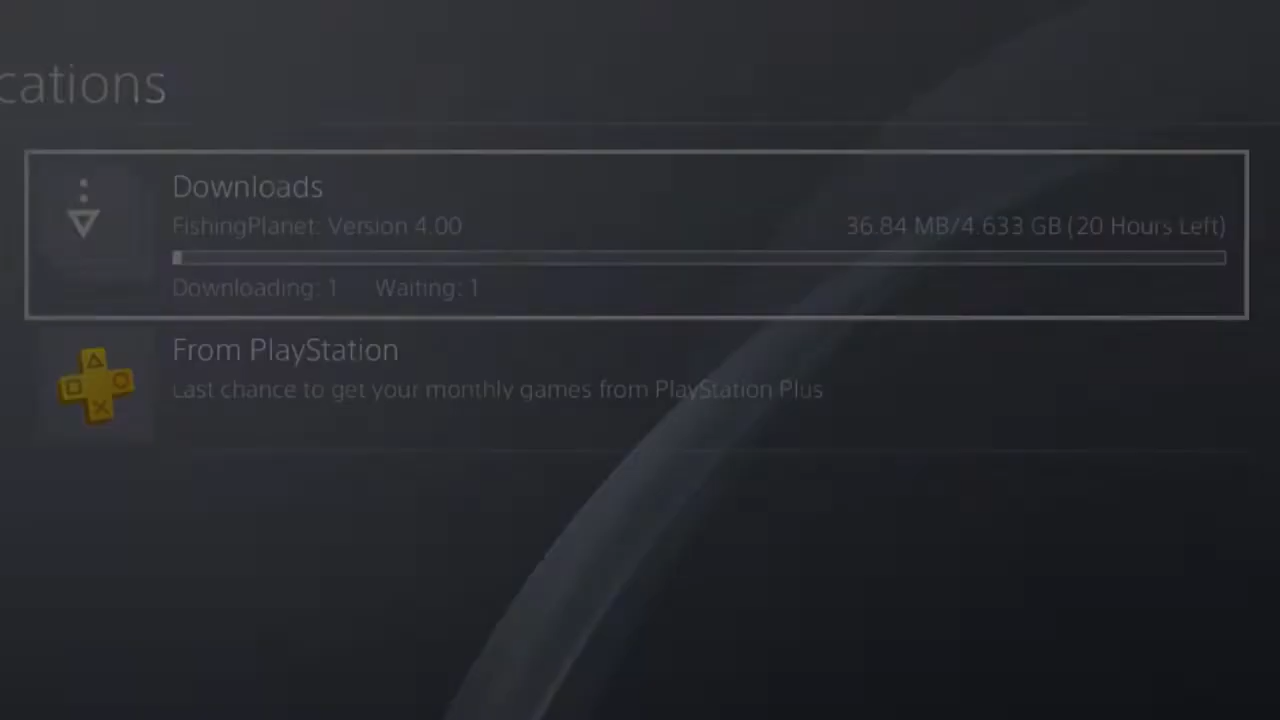 cations
Downloads
FishingPlanet: Version 4.00
36.84 MB/4.633 GB (20 Hours Left)
Downloading: 1 Waiting: 1
From PlayStation
Last chance to get your monthly games from PlayStation Plus